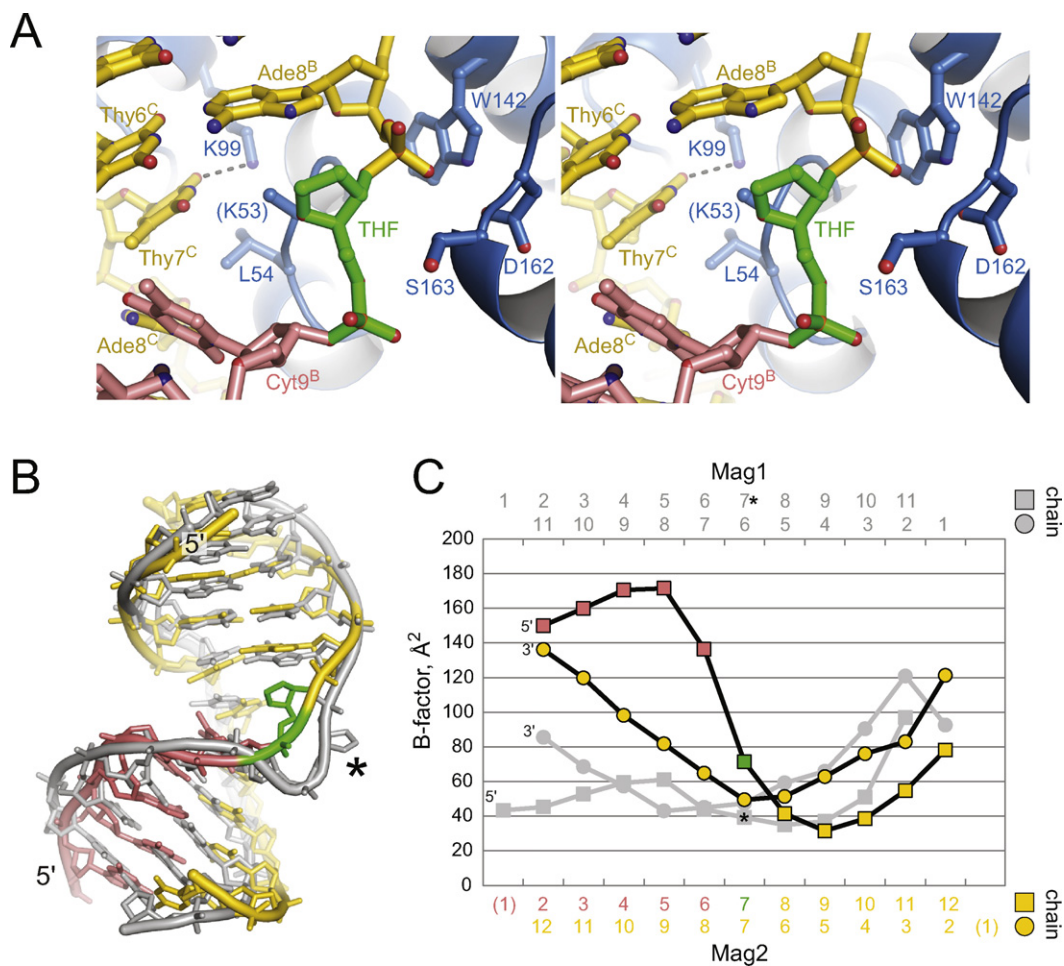 A
Ade8B
Thy6C
K99
W142
(K53)
THF
Thy7C
L54
D162
S163
Ade8C
Cyt9B
Ade8B
Thy6C
K99
W142
(K53)
THF
Thy7C
L54
D162
S163
Ade8C
Cyt9B
B
5'
*
5'
C
Mag1
1 2 3 4 5 6 7* 8 9 10 11
11 10 9 8 7 6 5 4 3 2 1
chain
B-factor, Å2
200
180
160
140
120
100
80
60
40
20
0
5'
3'
3'
5'
*
(1) 2 3 4 5 6 7 8 9 10 11 12
12 11 10 9 8 7 6 5 4 3 2 (1)
chain
Mag2